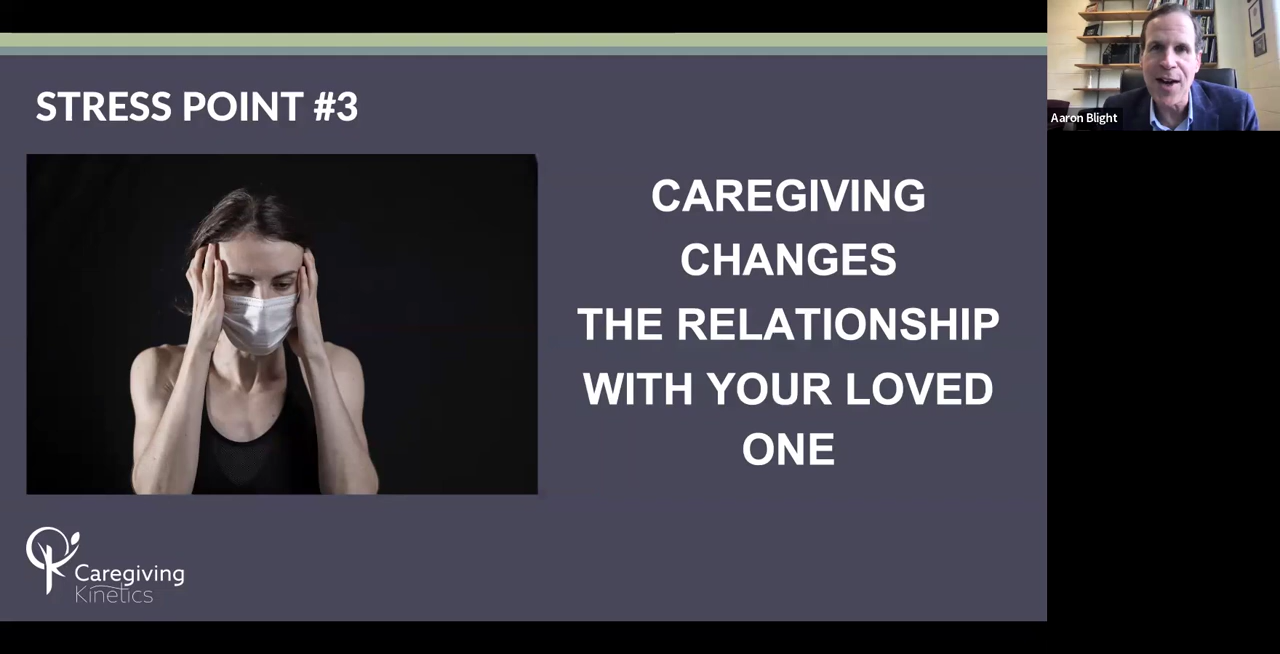 STRESS POINT #3
CAREGIVING
CHANGES
THE RELATIONSHIP
WITH YOUR LOVED
ONE
Caregiving
Kinetics
Aaron Blight